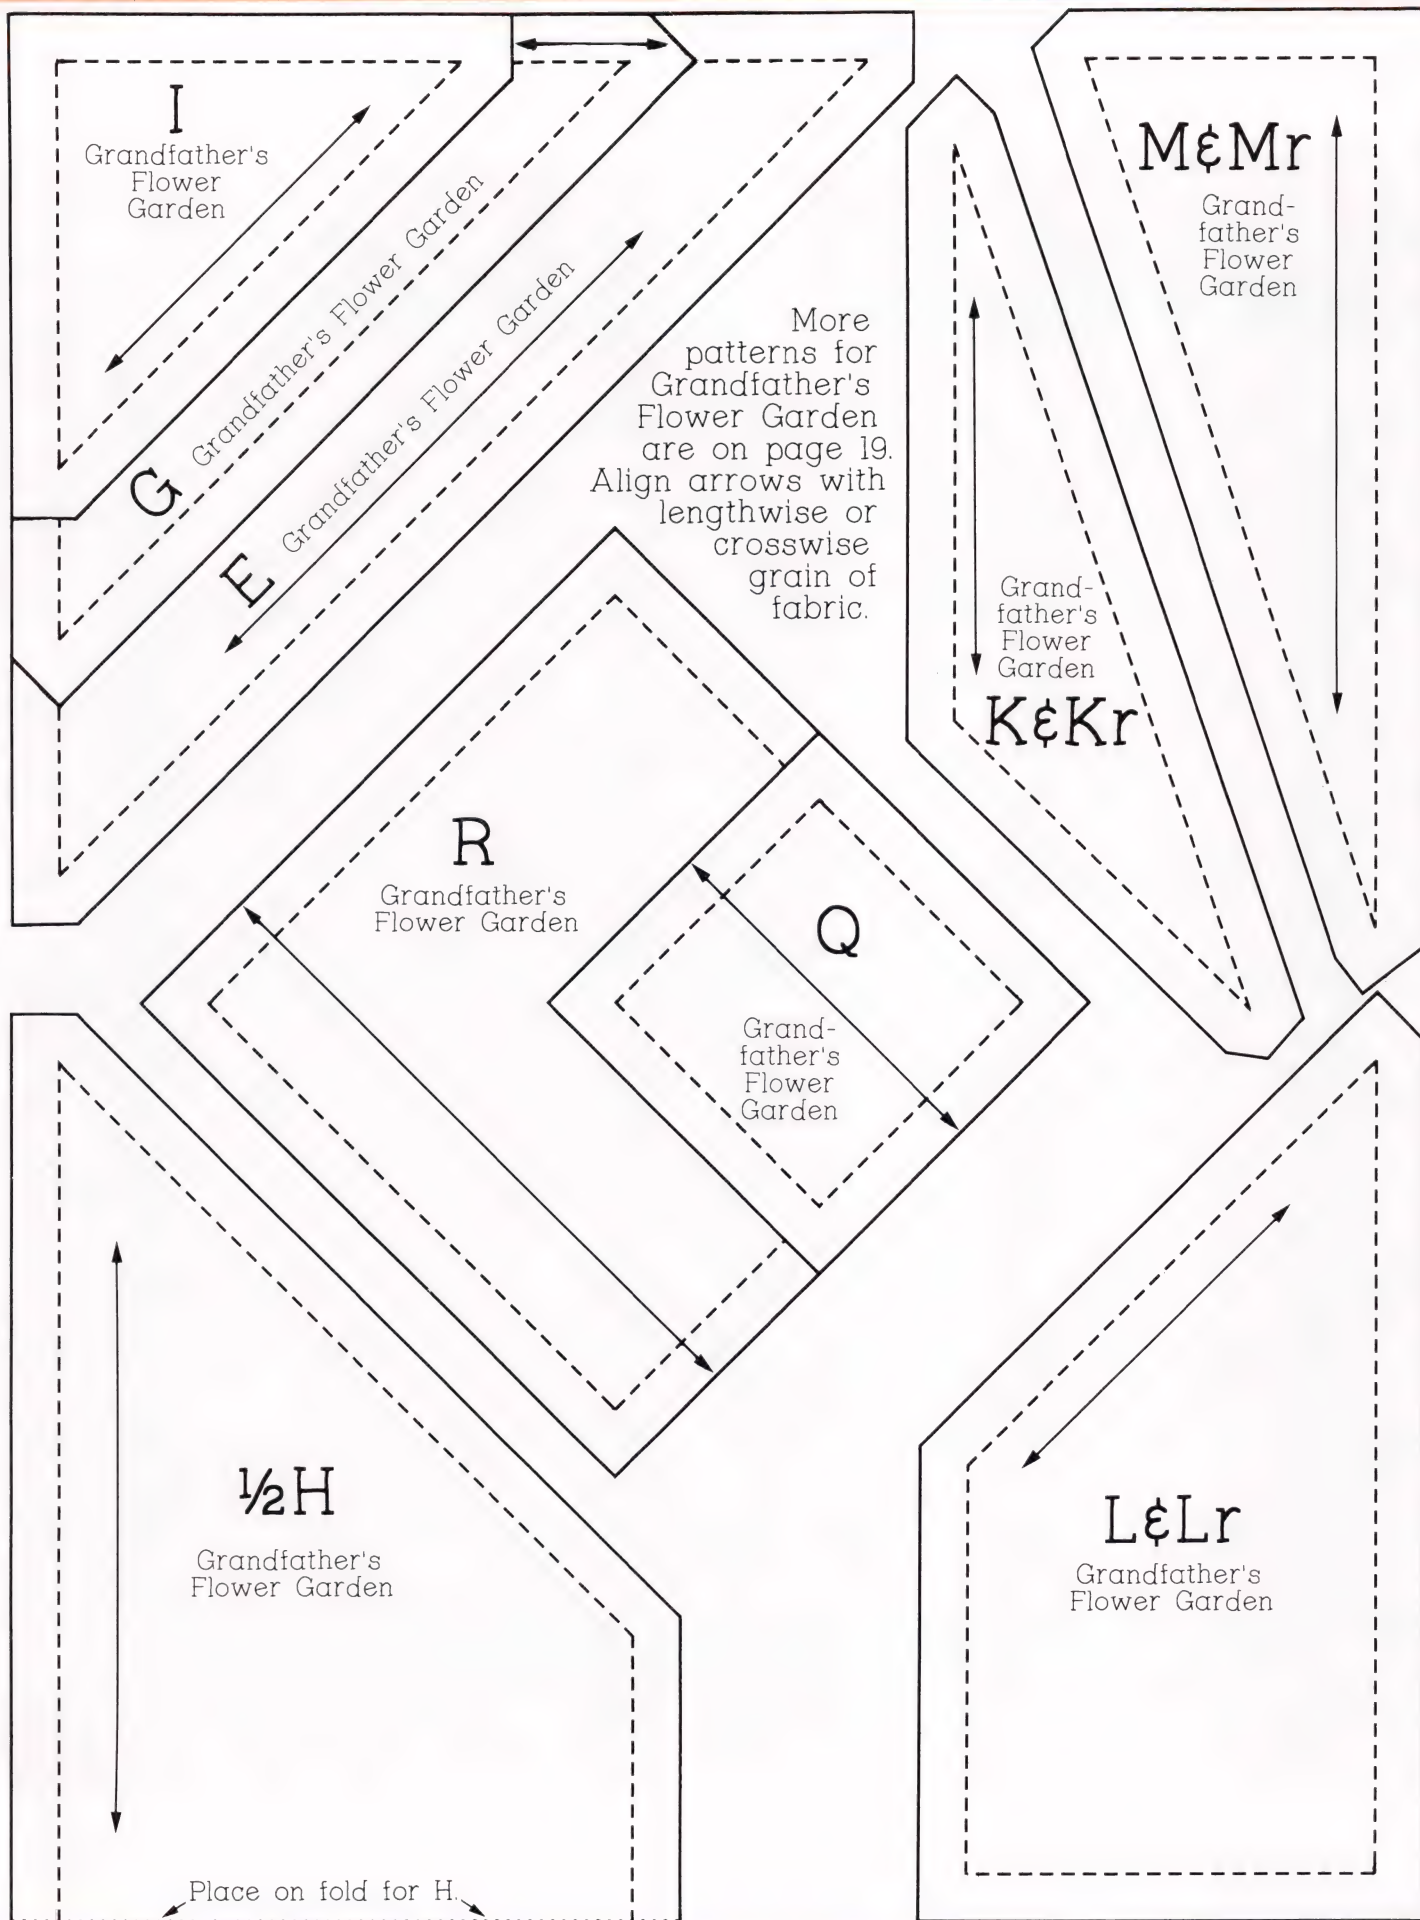 I
Grandfather's
Flower
Garden
G Grandfather's Flower Garden
E Grandfather's Flower Garden
More
patterns for
Grandfather's
Flower Garden
are on page 19.
Align arrows with
lengthwise or
crosswise
grain of
fabric.
M&Mr
Grand-
father's
Flower
Garden
Grand-
father's
Flower
Garden
K&Kr
R
Grandfather's
Flower Garden
Q
Grand-
father's
Flower
Garden
½H
Grandfather's
Flower Garden
Place on fold for H.
L&Lr
Grandfather's
Flower Garden